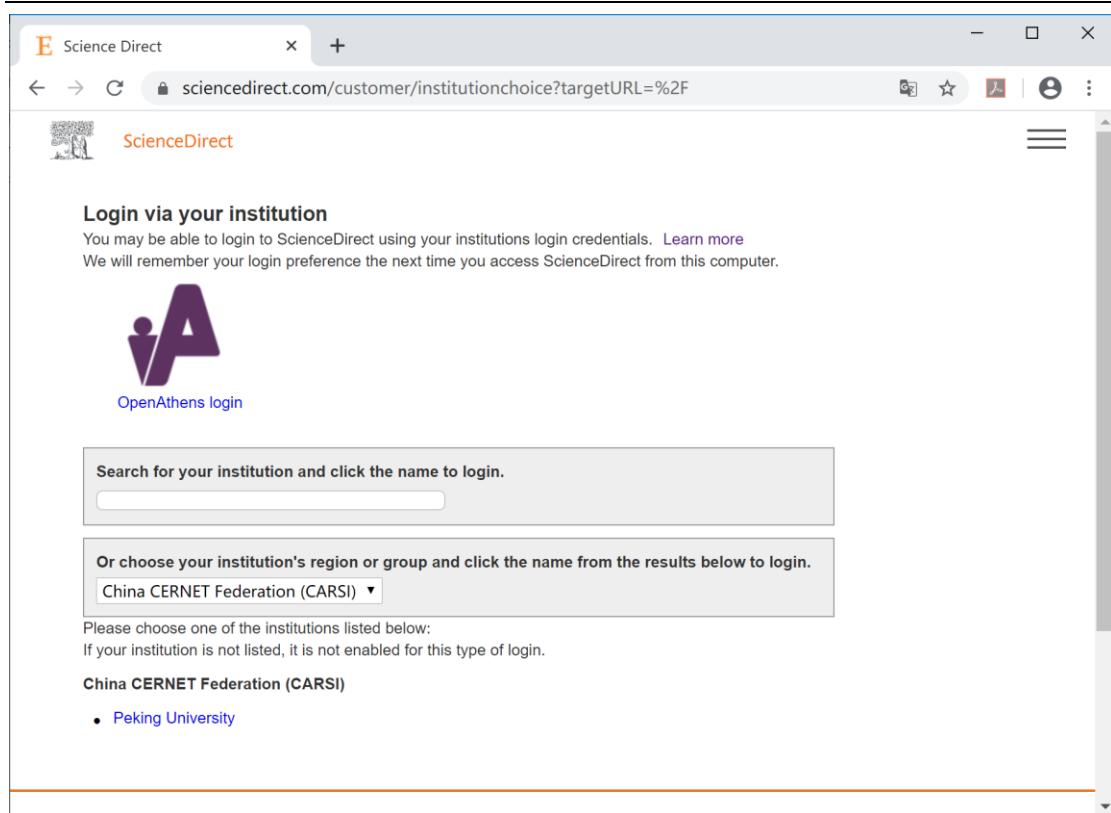 E Science Direct
sciencedirect.com/customer/institutionchoice?targetURL=%2F
ScienceDirect
Login via your institution
You may be able to login to ScienceDirect using your institutions login credentials. Learn more
We will remember your login preference the next time you access ScienceDirect from this computer.
OpenAthens login
Search for your institution and click the name to login.
Or choose your institution's region or group and click the name from the results below to login.
China CERNET Federation (CARSI)
Please choose one of the institutions listed below:
If your institution is not listed, it is not enabled for this type of login.
China CERNET Federation (CARSI)
Peking University